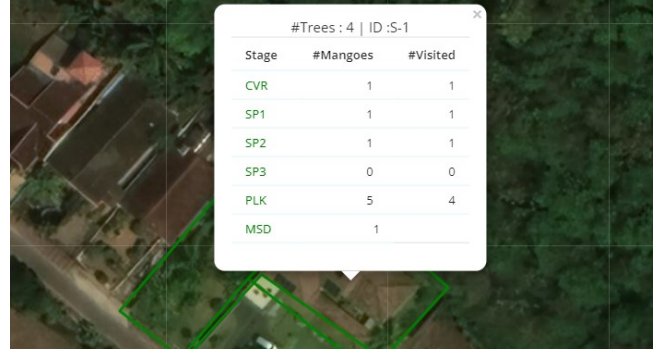 ×
#Trees : 4 | ID :S-1
Stage #Mangoes #Visited
CVR 1 1
SP1 1 1
SP2 1 1
SP3 0 0
PLK 5 4
MSD 1